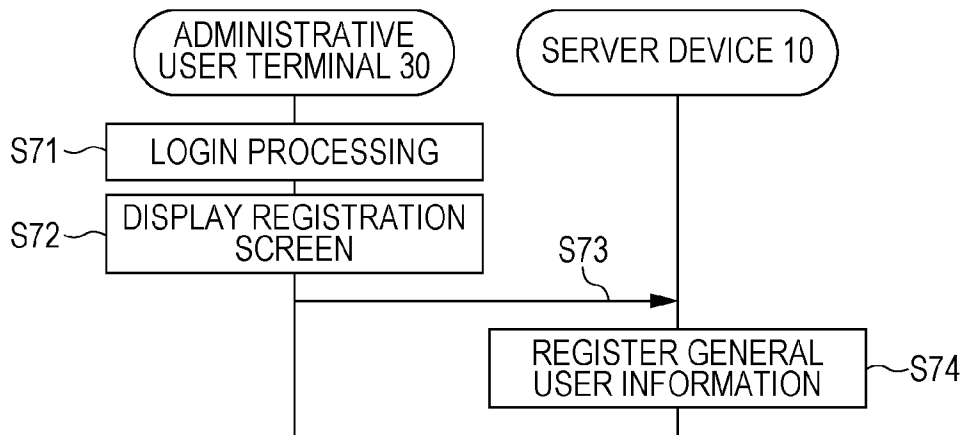 ADMINISTRATIVE
USER TERMINAL 30
SERVER DEVICE 10
S71
LOGIN PROCESSING
S72
DISPLAY REGISTRATION
SCREEN
S73
REGISTER GENERAL
USER INFORMATION
S74